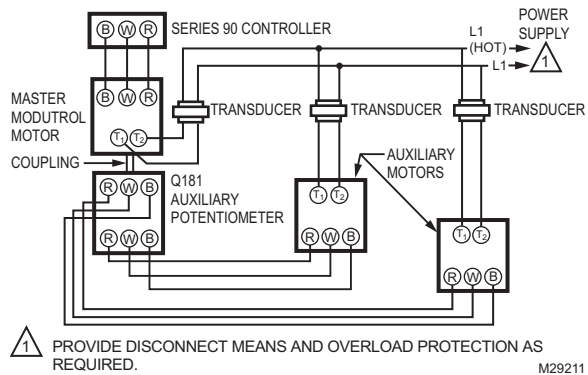 B W R
SERIES 90 CONTROLLER
POWER
SUPPLY
L1
(HOT)
L1
1
B W R
MASTER
MODUTROL
MOTOR
T1 T2
TRANSDUCER
TRANSDUCER
TRANSDUCER
COUPLING
Q181
AUXILIARY
POTENTIOMETER
R W B
R W B
AUXILIARY
MOTORS
T1 T2
R W B
T1 T2
R W B
1 PROVIDE DISCONNECT MEANS AND OVERLOAD PROTECTION AS
REQUIRED.
M29211